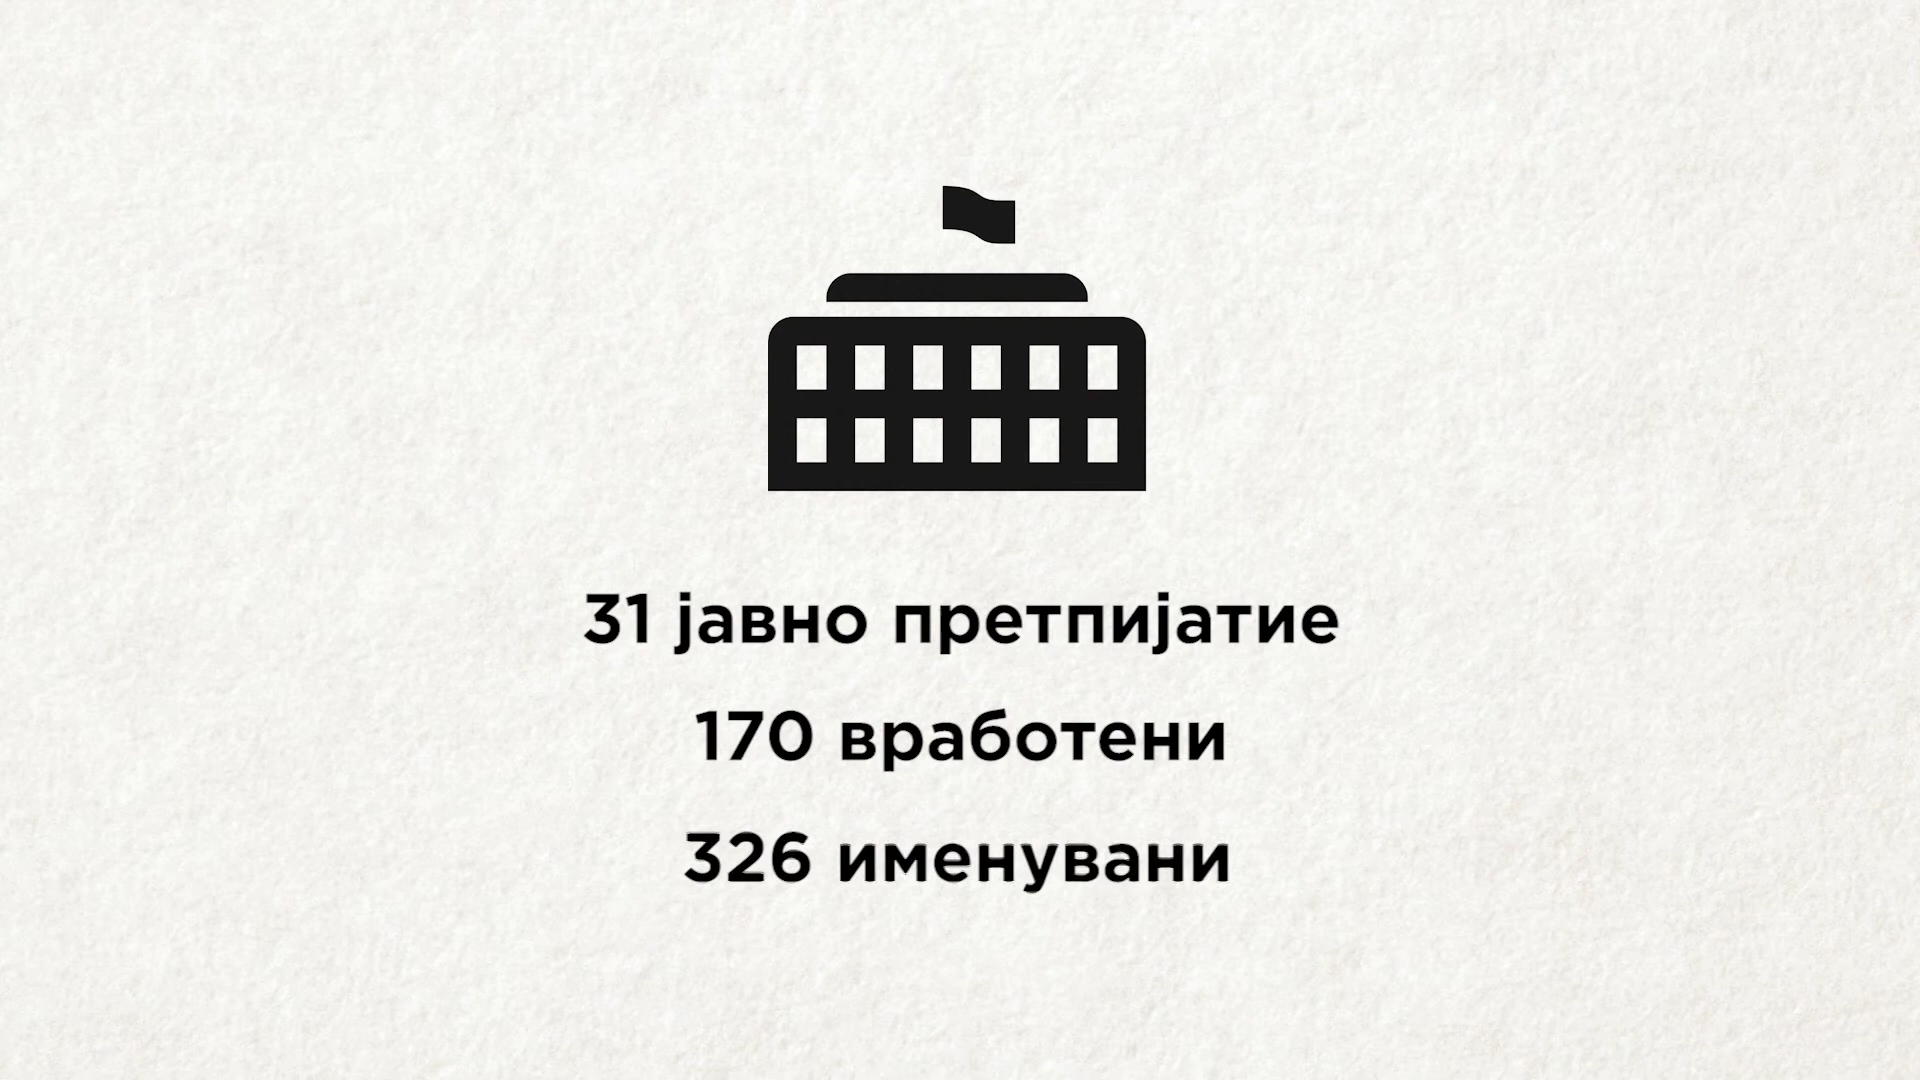 31 јавно претпијатие
170 вработени
326 именувани